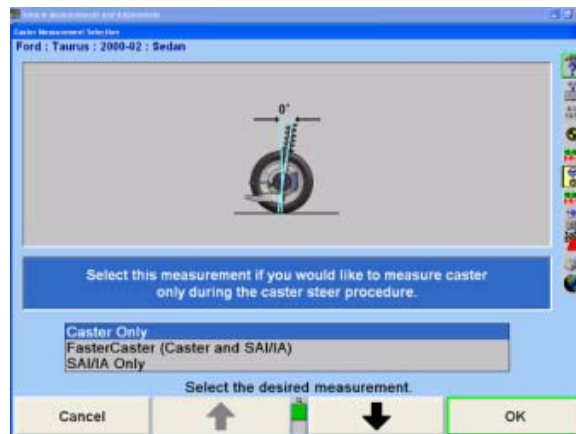 Caster Measurement Selection
Ford : Taurus : 2000-02 : Sedan
0°
Select this measurement if you would like to measure caster
only during the caster steer procedure.
Caster Only
FasterCaster (Caster and SAI/IA)
SAI/IA Only
Select the desired measurement.
Cancel
OK